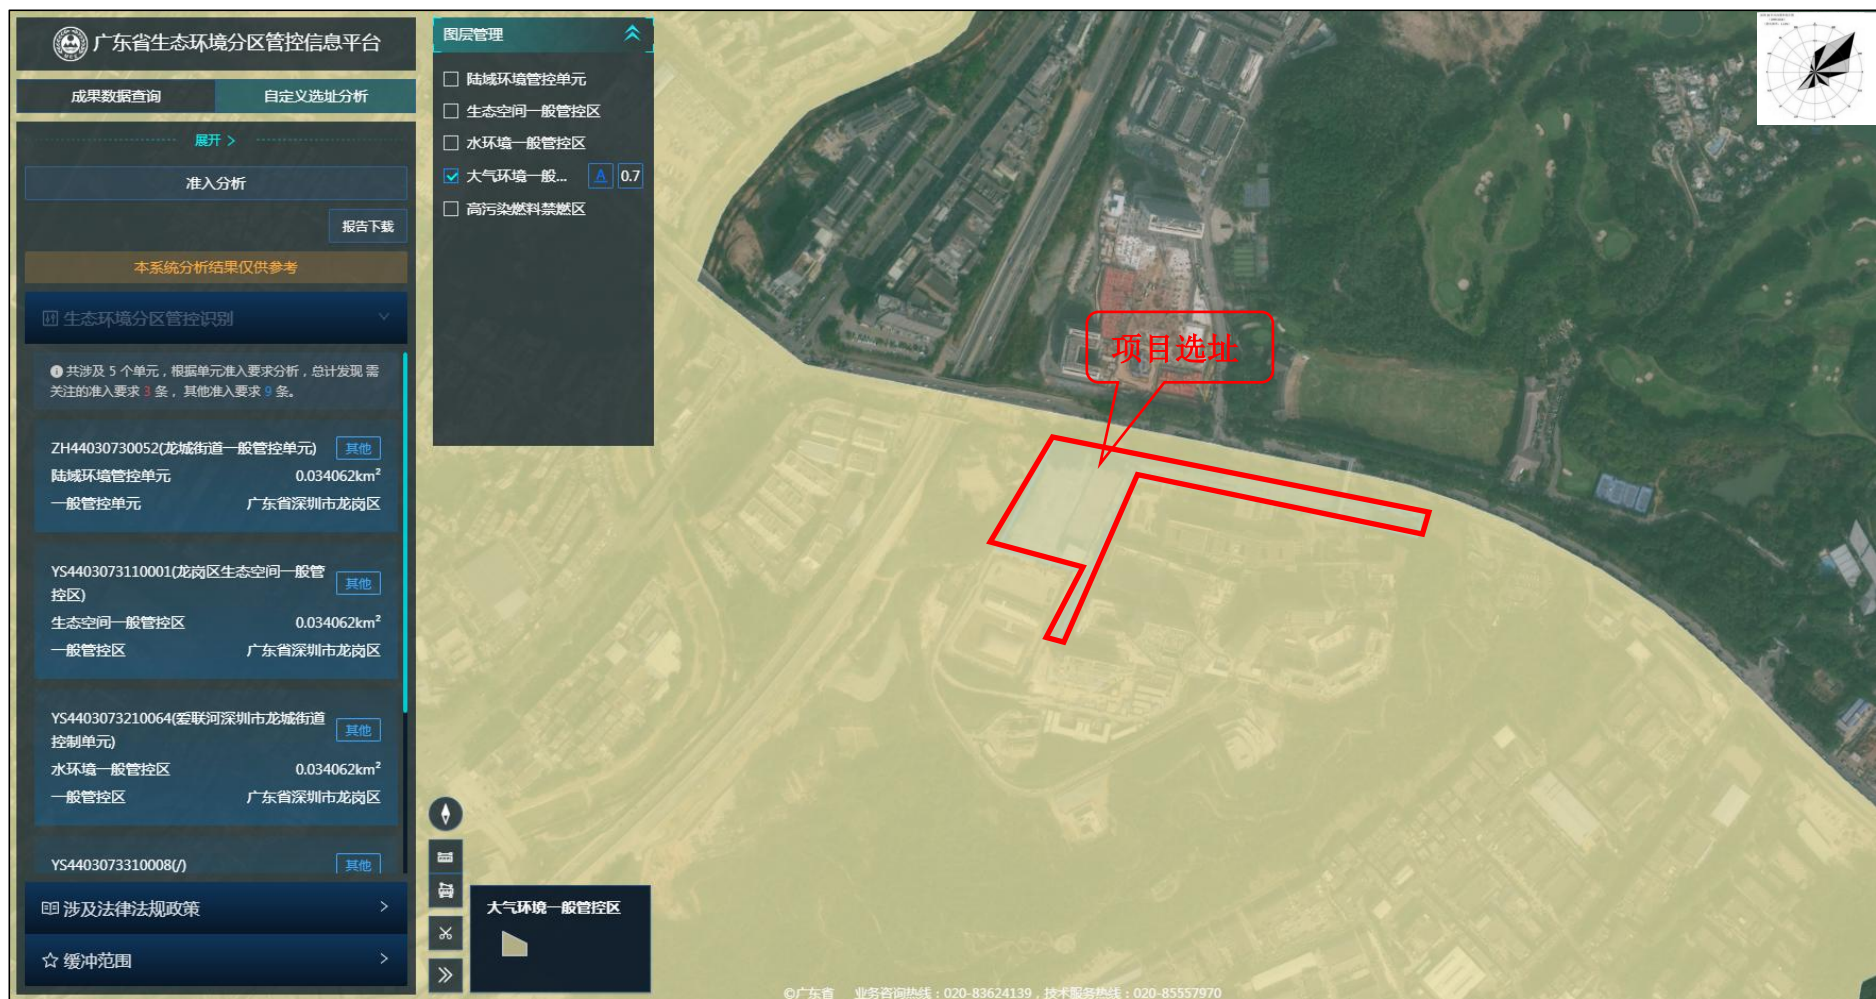 广东省生态环境分区管控信息平台
成果数据查询
自定义选址分析
展开 >
准入分析
报告下载
本系统分析结果仅供参考
生态环境分区管控识别
共涉及 5 个单元，根据单元准入要求分析，总计发现 需
关注的准入要求 3 条，其他准入要求 9 条。
ZH44030730052(龙城街道一般管控单元)
其他
陆域环境管控单元 0.034062km²
一般管控单元 广东省深圳市龙岗区
YS4403073110001(龙岗区生态空间一般管
控区)
其他
生态空间一般管控区 0.034062km²
一般管控区 广东省深圳市龙岗区
YS4403073210064(爱联河深圳市龙城街道
控制单元)
其他
水环境一般管控区 0.034062km²
一般管控区 广东省深圳市龙岗区
YS4403073310008(/)
其他
涉及法律法规政策 >
缓冲范围 >
图层管理
陆域环境管控单元
生态空间一般管控区
水环境一般管控区
大气环境一般... A 0.7
高污染燃料禁燃区
项目选址
大气环境一般管控区
©广东省 业务咨询热线：020-83624139，技术服务热线：020-85557970